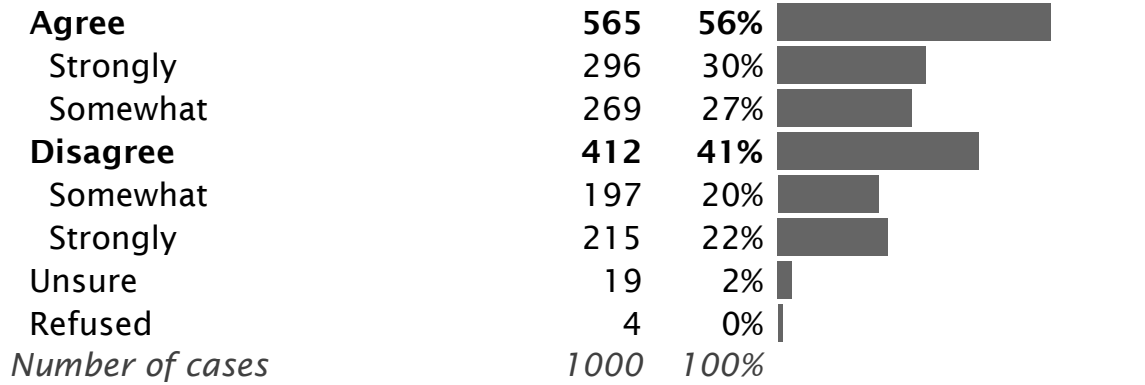 Agree 565 56%
Strongly 296 30%
Somewhat 269 27%
Disagree 412 41%
Somewhat 197 20%
Strongly 215 22%
Unsure 19 2%
Refused 4 0%
Number of cases 1000 100%